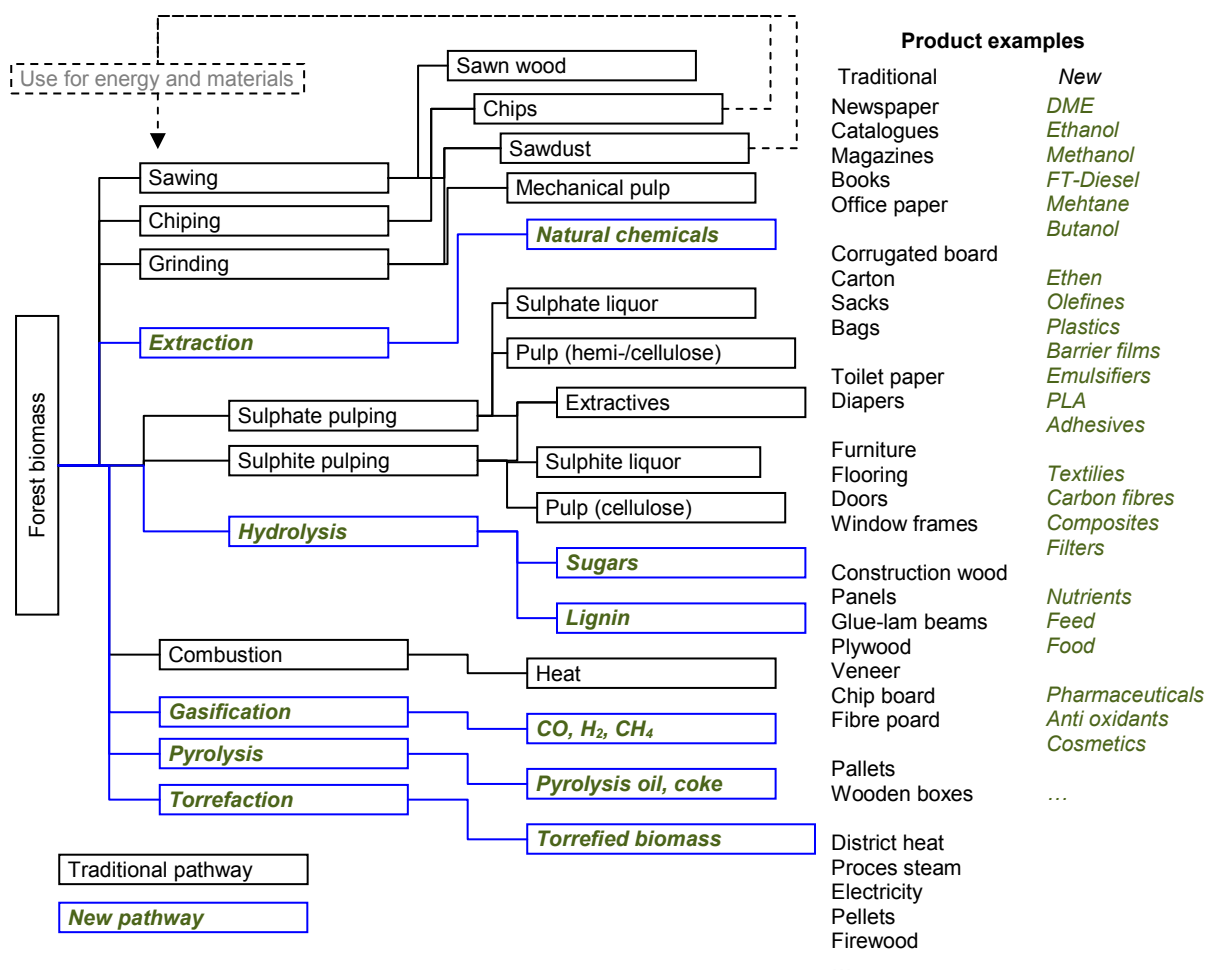 Use for energy and materials
Forest biomass
Sawing
Chiping
Grinding
Extraction
Sulphate pulping
Sulphite pulping
Hydrolysis
Combustion
Gasification
Pyrolysis
Torrefaction
Sawn wood
Chips
Sawdust
Mechanical pulp
Natural chemicals
Sulphate liquor
Pulp (hemi-/cellulose)
Extractives
Sulphite liquor
Pulp (cellulose)
Sugars
Lignin
Heat
CO, H₂, CH₄
Pyrolysis oil, coke
Torrefied biomass
Traditional pathway
New pathway
Product examples
Traditional
Newspaper
Catalogues
Magazines
Books
Office paper
Corrugated board
Carton
Sacks
Bags
Toilet paper
Diapers
Furniture
Flooring
Doors
Window frames
Construction wood
Panels
Glue-lam beams
Plywood
Veneer
Chip board
Fibre poard
Pallets
Wooden boxes
District heat
Proces steam
Electricity
Pellets
Firewood
New
DME
Ethanol
Methanol
FT-Diesel
Mehtane
Butanol
Ethen
Olefines
Plastics
Barrier films
Emulsifiers
PLA
Adhesives
Textilies
Carbon fibres
Composites
Filters
Nutrients
Feed
Food
Pharmaceuticals
Anti oxidants
Cosmetics
…